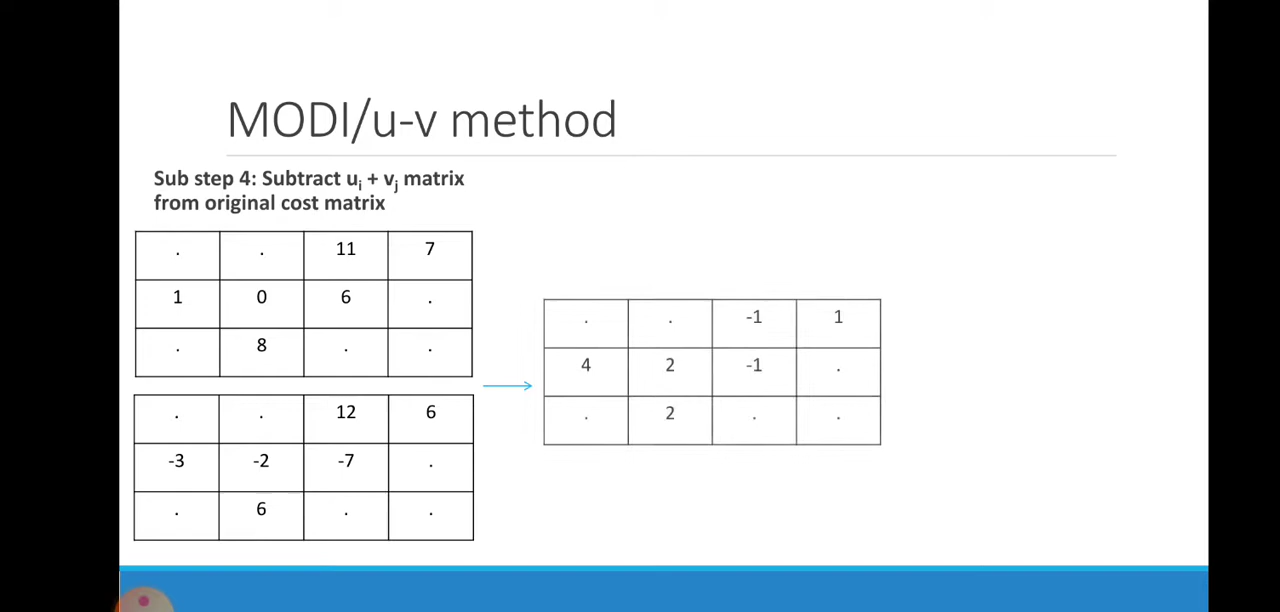 MODI/u-v method
Sub step 4: Subtract ui + vj matrix
from original cost matrix
. . 11 7
1 0 6 .
. 8 . .
. . 12 6
-3 -2 -7 .
. 6 . .
. . -1 1
4 2 -1 .
. 2 . .